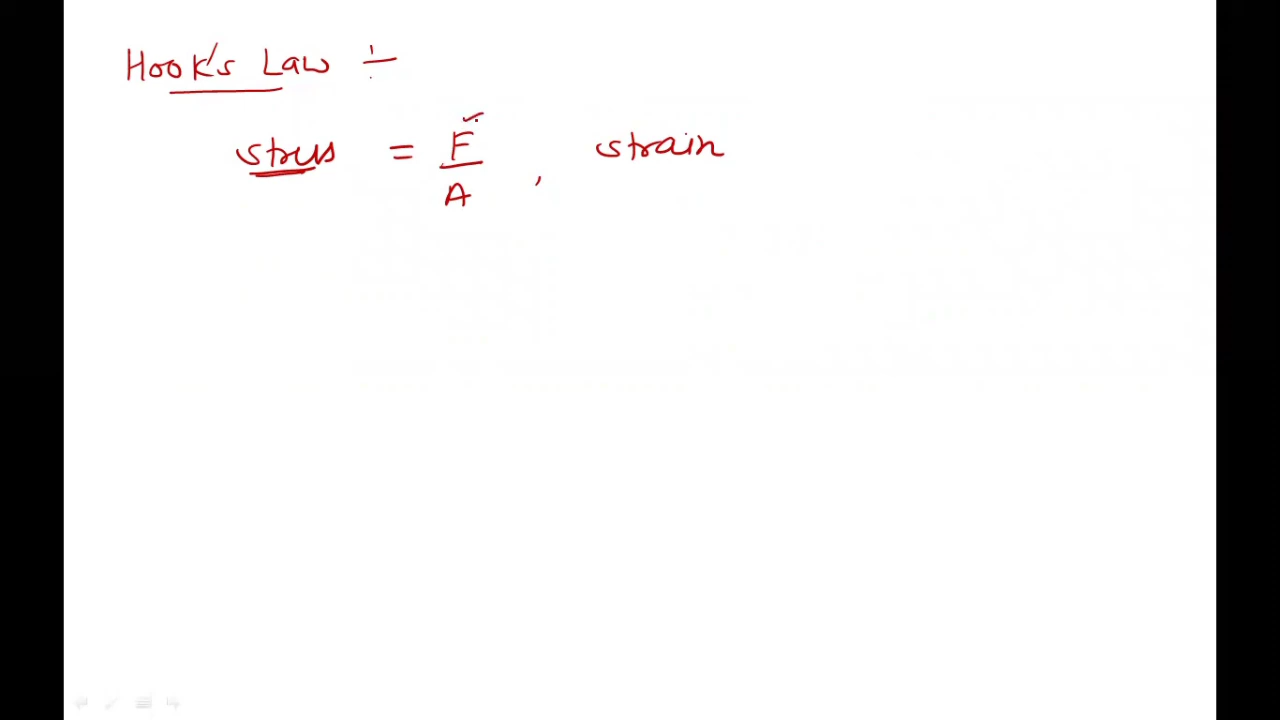 Hook's Law ÷
stress = F/A , strain